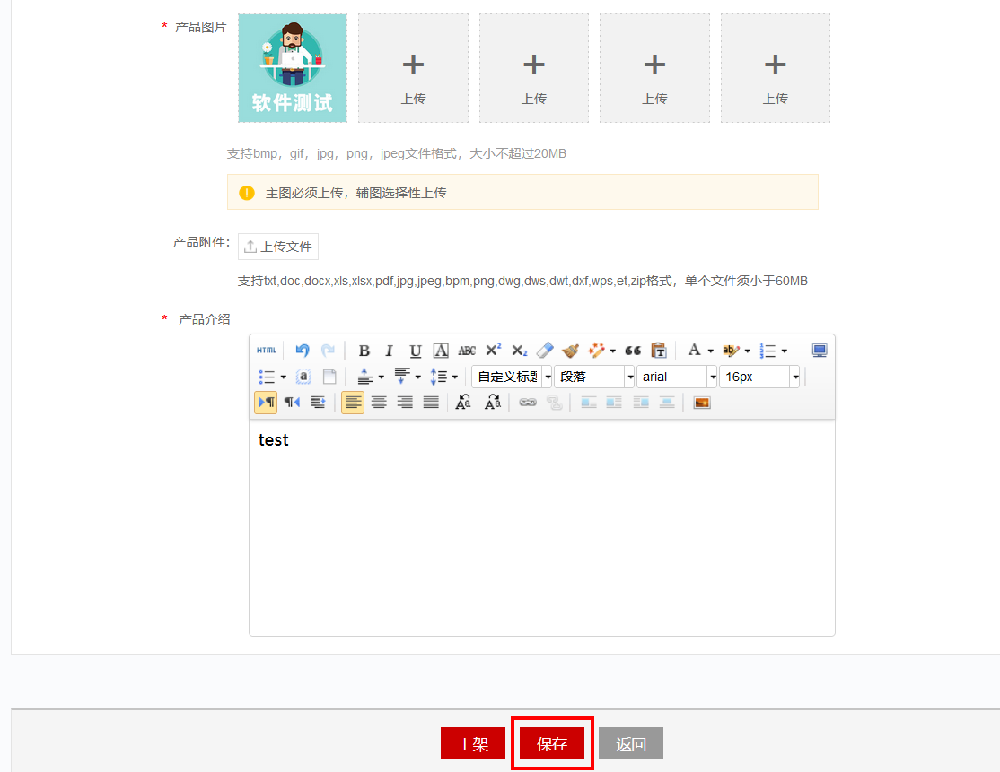 * 产品图片
软件测试
上传 上传 上传 上传
支持bmp，gif，jpg，png，jpeg文件格式，大小不超过20MB
! 主图必须上传，辅图选择性上传
产品附件： 上传文件
支持txt,doc,docx,xls,xlsx,pdf,jpg,jpeg,bpm,png,dwg,dws,dwt,dxf,wps,et,zip格式，单个文件须小于60MB
* 产品介绍
HTML B I U A ABC X² X₂ T A ab
a 自定义标题 段落 arial 16px
Aa Aa
test
上架 保存 返回